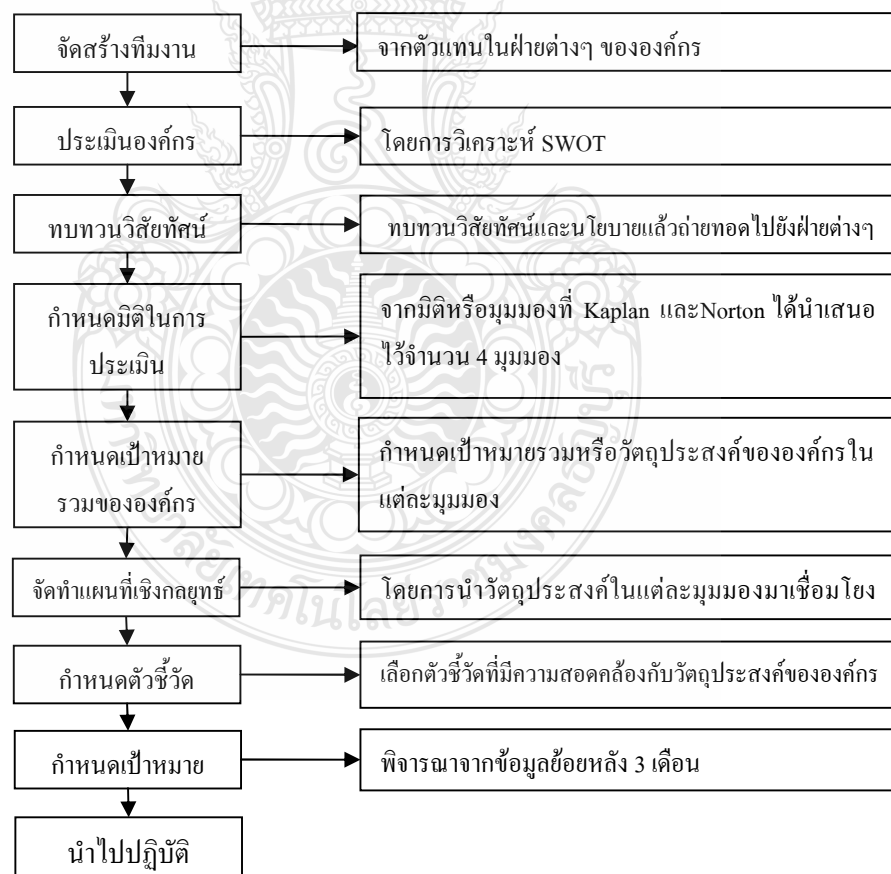 จัดสร้างทีมงาน
จากตัวแทนในฝ่ายต่างๆ ขององค์กร
ประเมินองค์กร
โดยการวิเคราะห์ SWOT
ทบทวนวิสัยทัศน์
ทบทวนวิสัยทัศน์และนโยบายแล้วถ่ายทอดไปยังฝ่ายต่างๆ
กำหนดมิติในการ
ประเมิน
จากมิติหรือมุมมองที่ Kaplan และNorton ได้นำเสนอ
ไว้จำนวน 4 มุมมอง
กำหนดเป้าหมาย
รวมขององค์กร
กำหนดเป้าหมายรวมหรือวัตถุประสงค์ขององค์กรใน
แต่ละมุมมอง
จัดทำแผนที่เชิงกลยุทธ์
โดยการนำวัตถุประสงค์ในแต่ละมุมมองมาเชื่อมโยง
กำหนดตัวชี้วัด
เลือกตัวชี้วัดที่มีความสอดคล้องกับวัตถุประสงค์ขององค์กร
กำหนดเป้าหมาย
พิจารณาจากข้อมูลย้อยหลัง 3 เดือน
นำไปปฏิบัติ